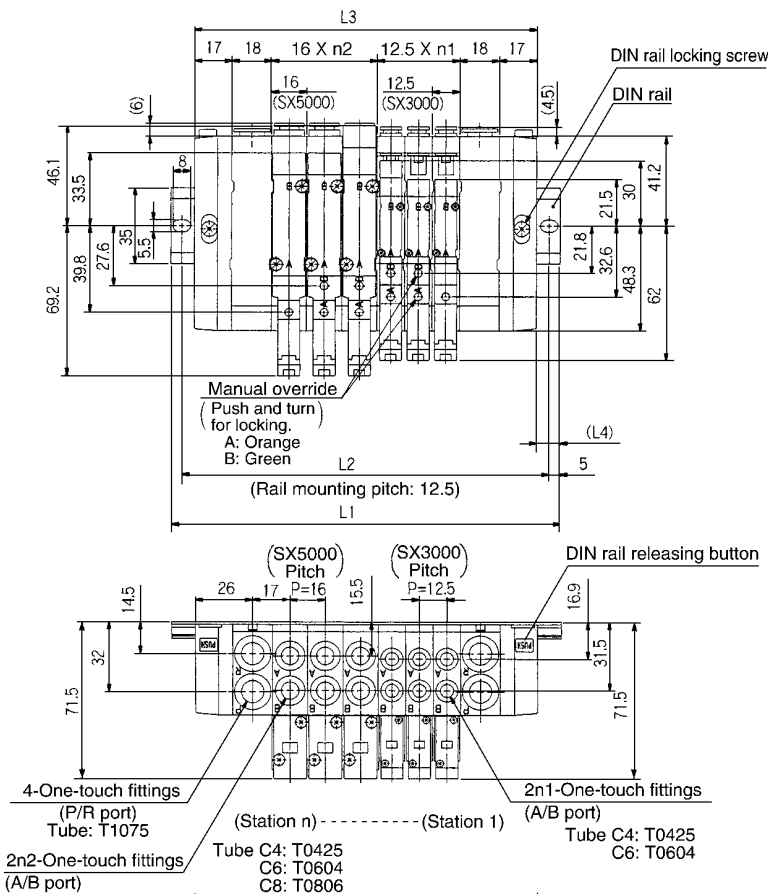 L3
17
18
16 X n2
12.5 X n1
18
17
DIN rail locking screw
16
(SX5000)
12.5
(SX3000)
DIN rail
(6)
(4.5)
46.1
33.5
8
35
5.5
27.6
39.8
69.2
41.2
30
21.5
21.8
32.6
48.3
62
B B B B B B
A A A A A A
B B B B B
A A A A
Manual override
(Push and turn)
for locking.
A: Orange
B: Green
(L4)
L2
5
(Rail mounting pitch: 12.5)
L1
(SX5000)
Pitch
P=16
(SX3000)
Pitch
P=12.5
DIN rail releasing button
26
17
14.5
15.5
16.9
32
31.5
71.5
71.5
PUSH
PUSH
R A A A A A A R
P B B B B B B P
4-One-touch fittings
(P/R port)
Tube: T1075
2n1-One-touch fittings
(A/B port)
Tube C4: T0425
C6: T0604
(Station n)----------(Station 1)
2n2-One-touch fittings
(A/B port)
Tube C4: T0425
C6: T0604
C8: T0806